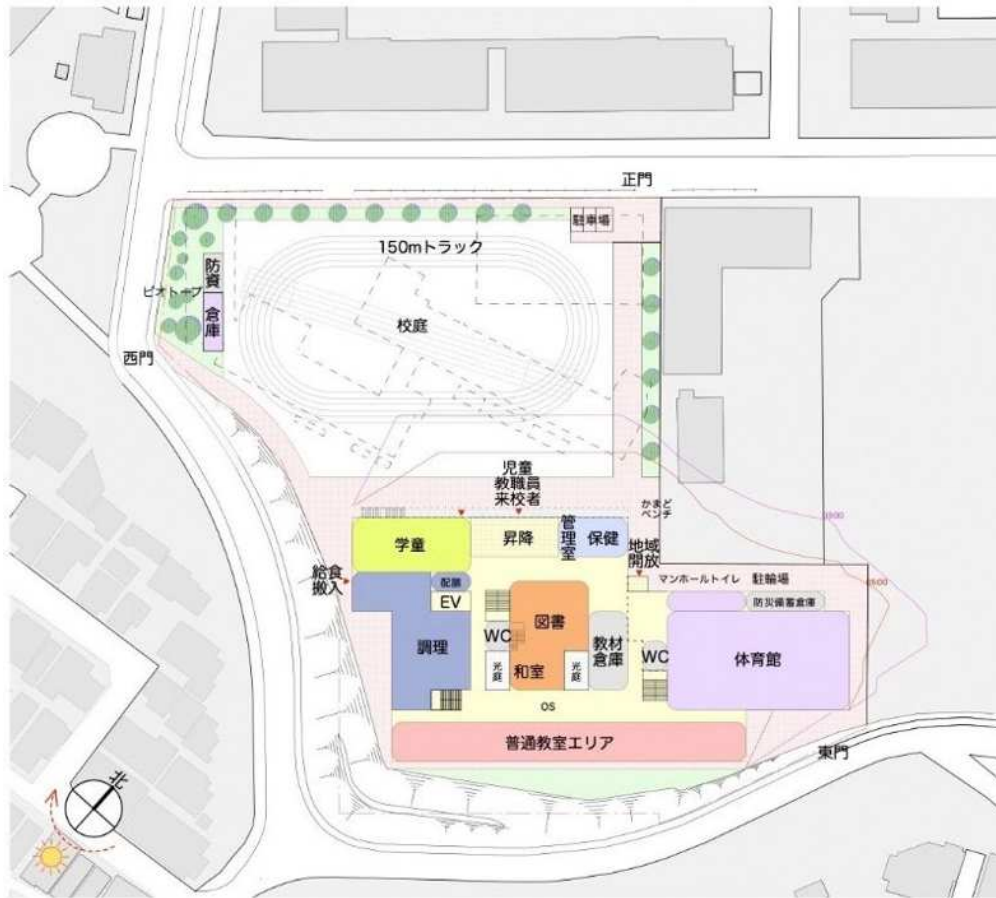 正門
駐車場
150mトラック
防資
ビオトープ
倉庫
校庭
西門
児童
教職員
来校者
かまど
ベンチ
管理室
保健
昇降
学童
地域
開放
給食
搬入
配膳
マンホールトイレ
駐輪場
防災備蓄倉庫
EV
図書
WC
教材
倉庫
調理
WC
体育館
光庭
和室
光庭
OS
普通教室エリア
東門
北